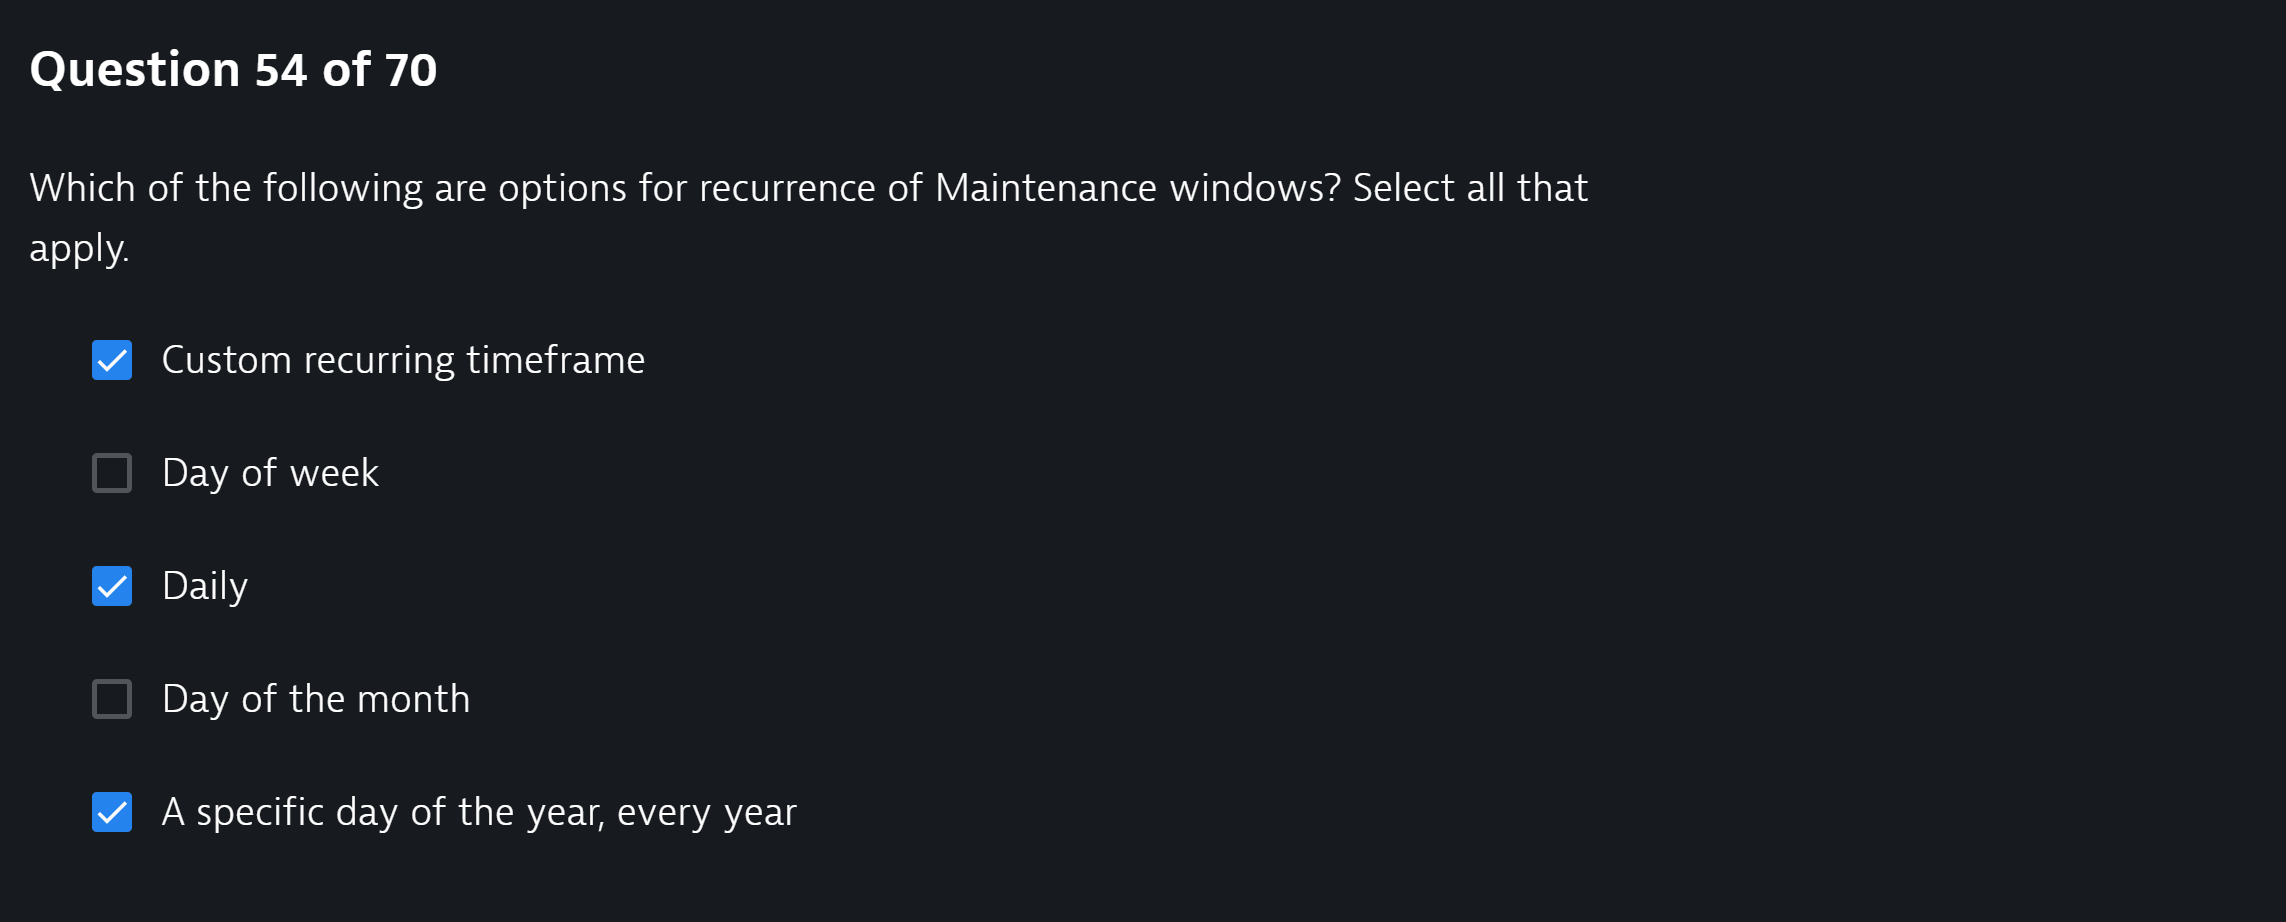 Question 54 of 70
Which of the following are options for recurrence of Maintenance windows? Select all that
apply.
Custom recurring timeframe
Day of week
Daily
Day of the month
A specific day of the year, every year